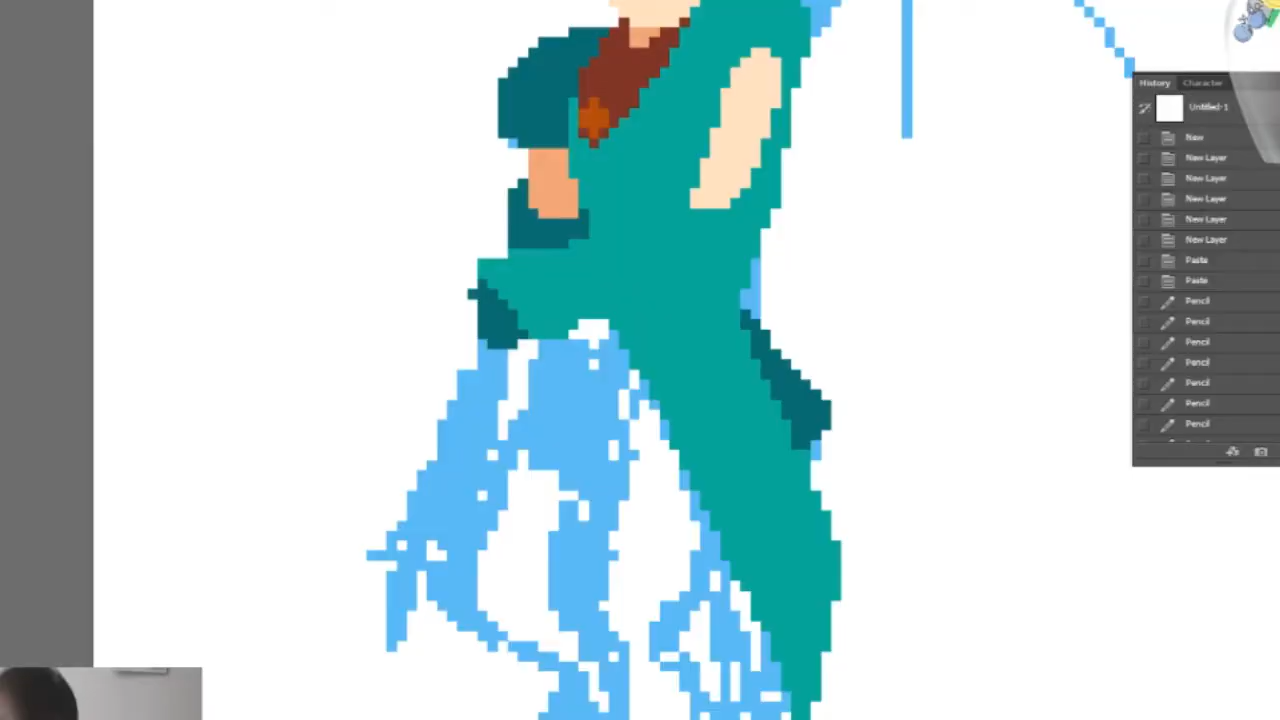 History Character
Untitled-1
New
New Layer
New Layer
New Layer
New Layer
New Layer
Paste
Paste
Pencil
Pencil
Pencil
Pencil
Pencil
Pencil
Pencil